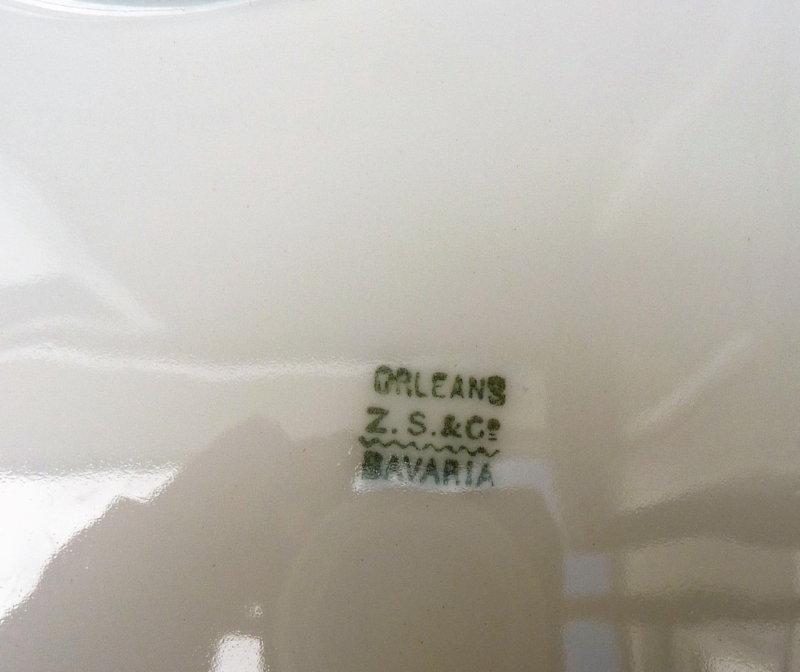 ORLEANS
Z. S. & Cº
BAVARIA